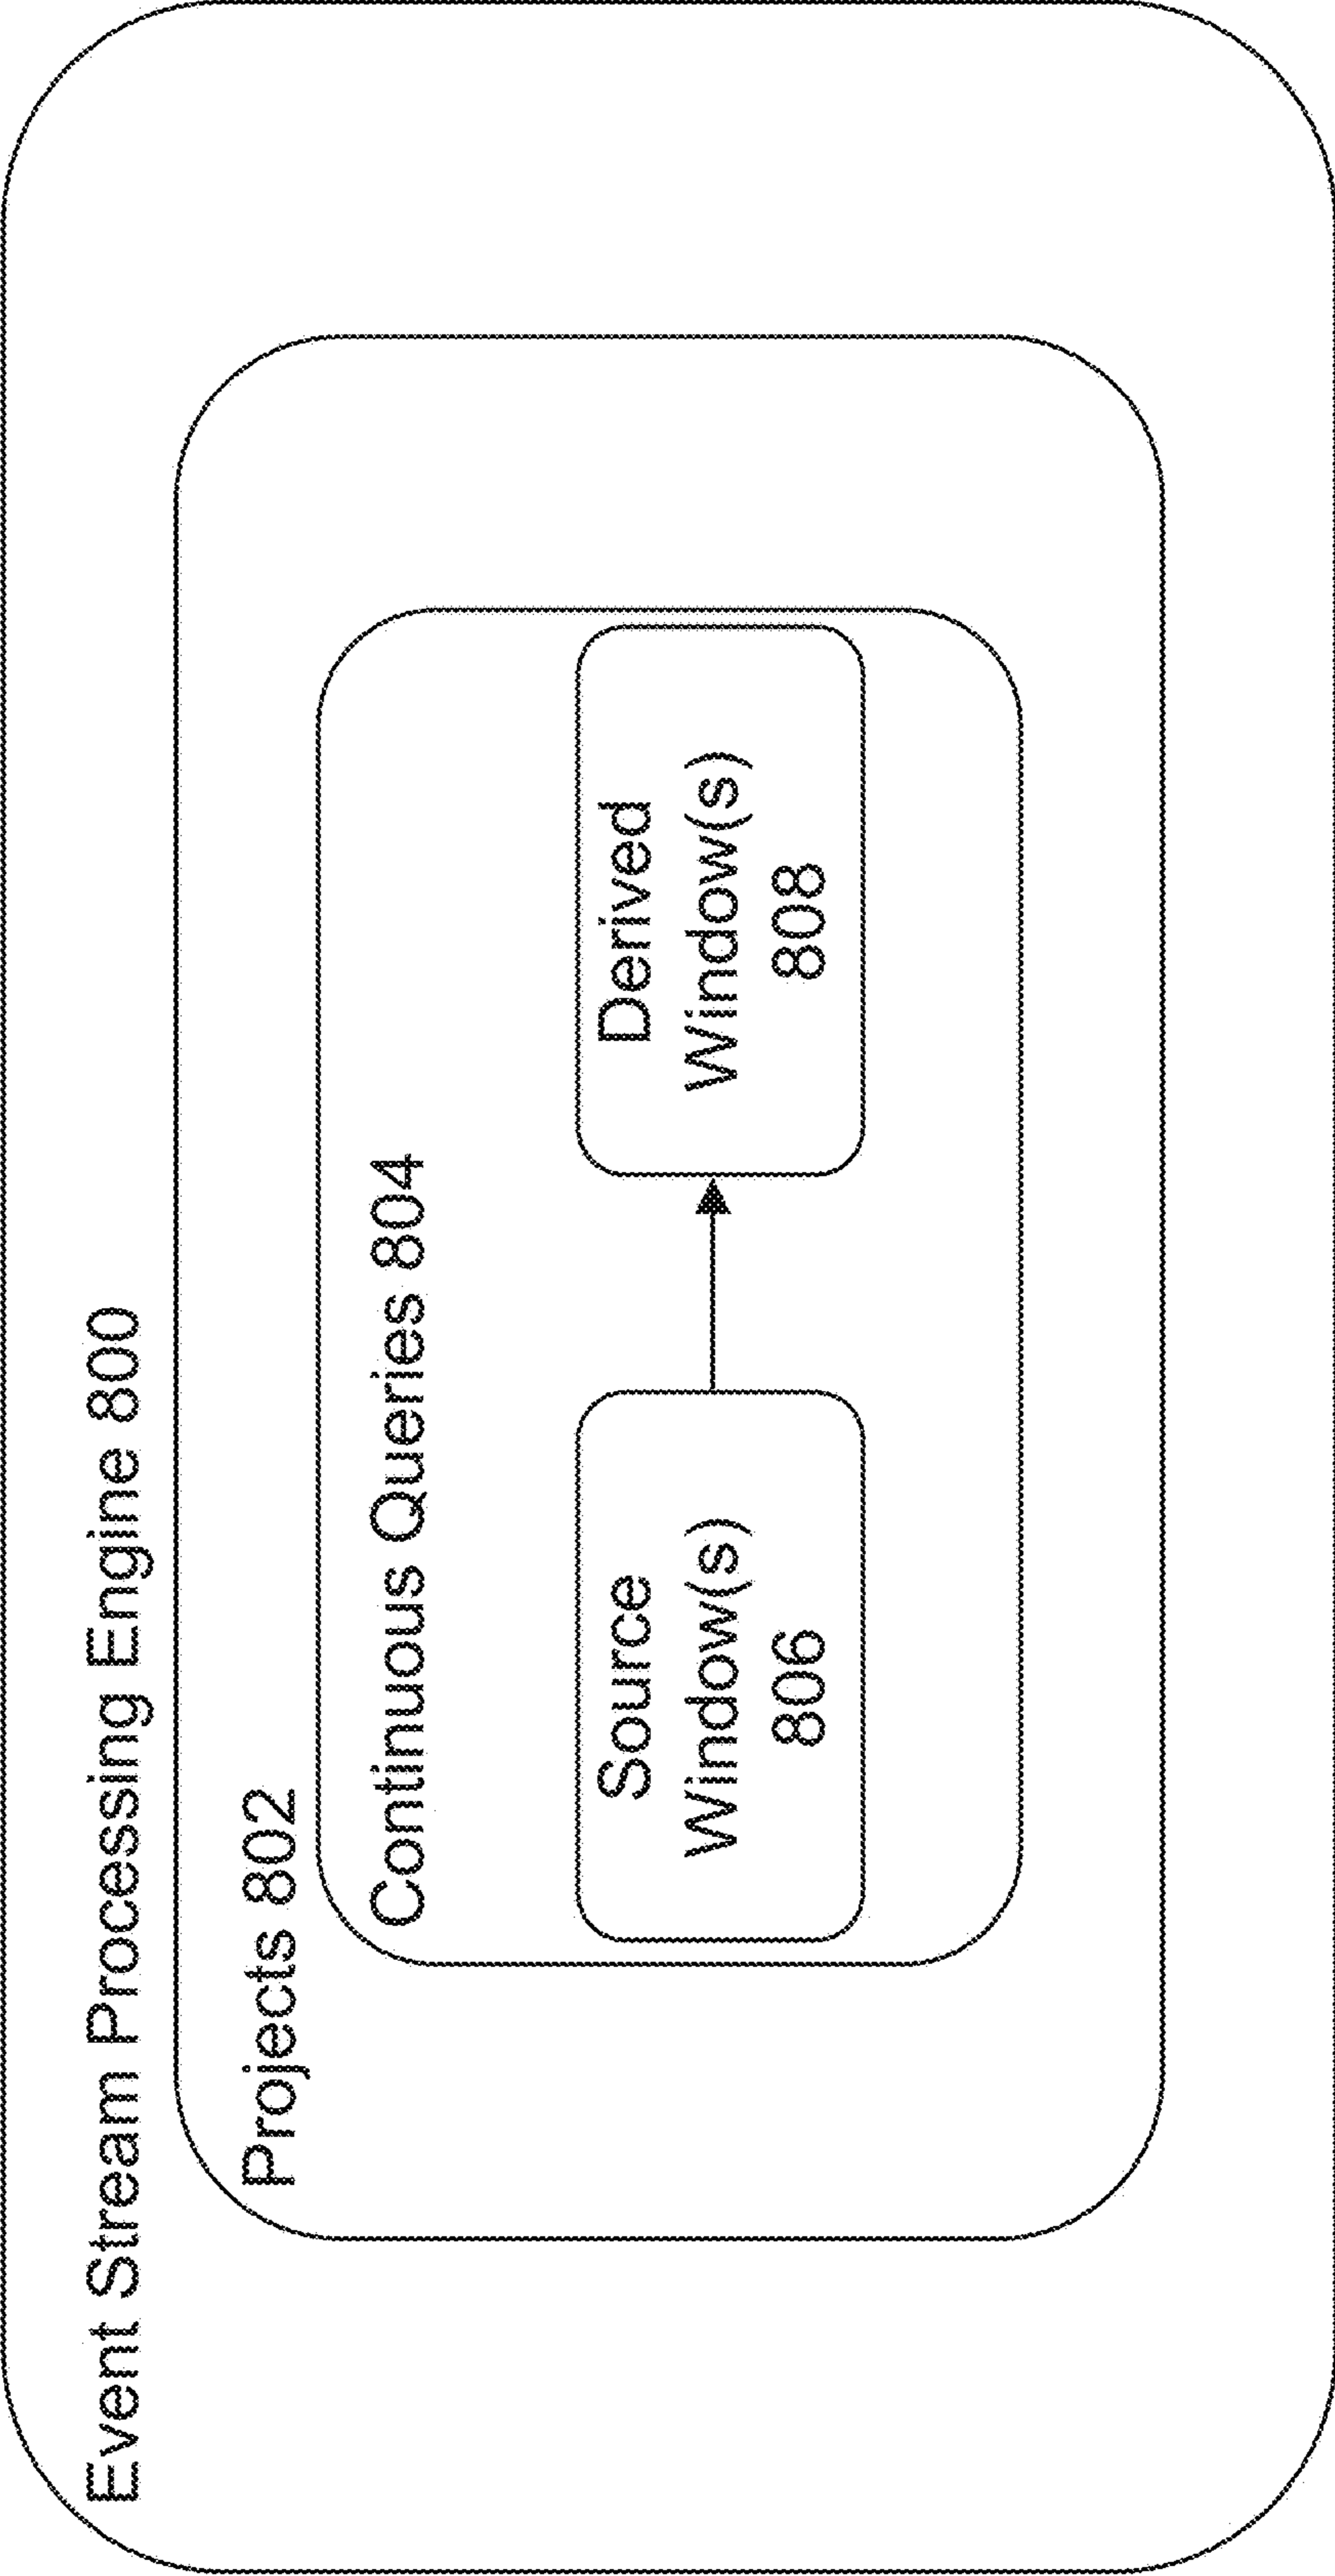 Event Stream Processing Engine 800
Projects 802
Continuous Queries 804
Source
Window(s)
806
Derived
Window(s)
808